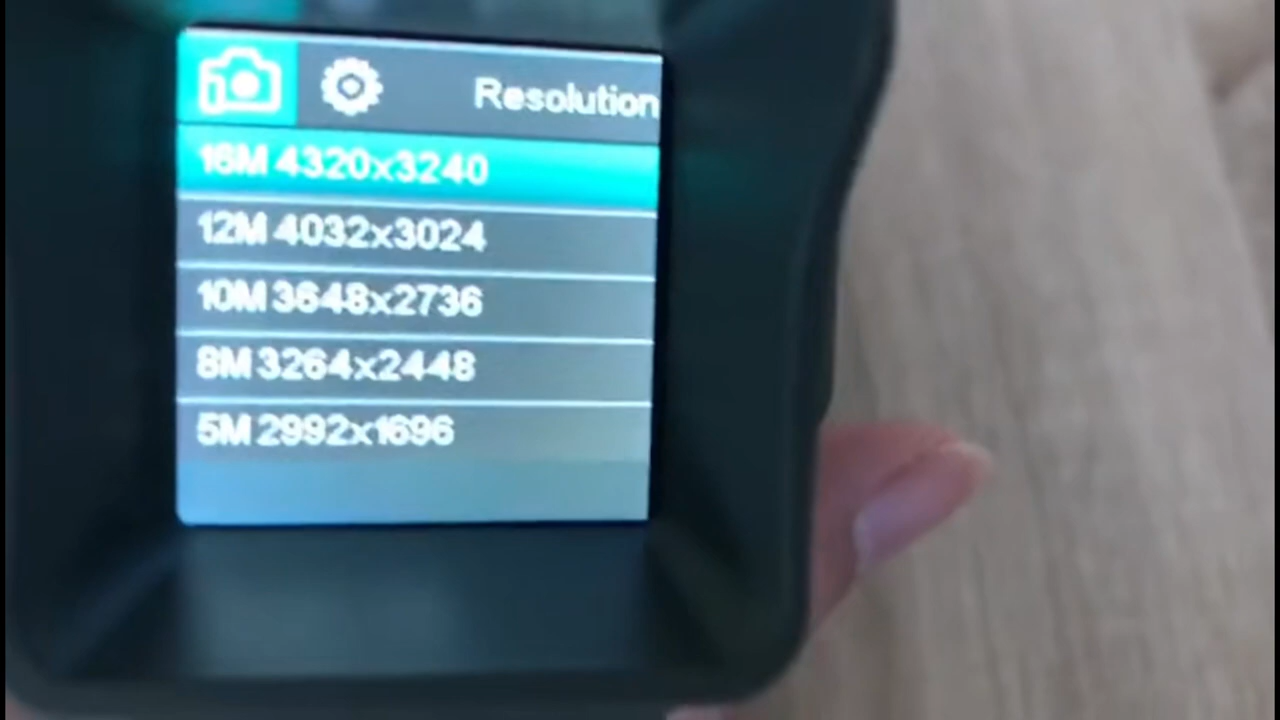 Resolution
16M 4320x3240
12M 4032x3024
10M 3648x2736
8M 3264x2448
5M 2992x1696